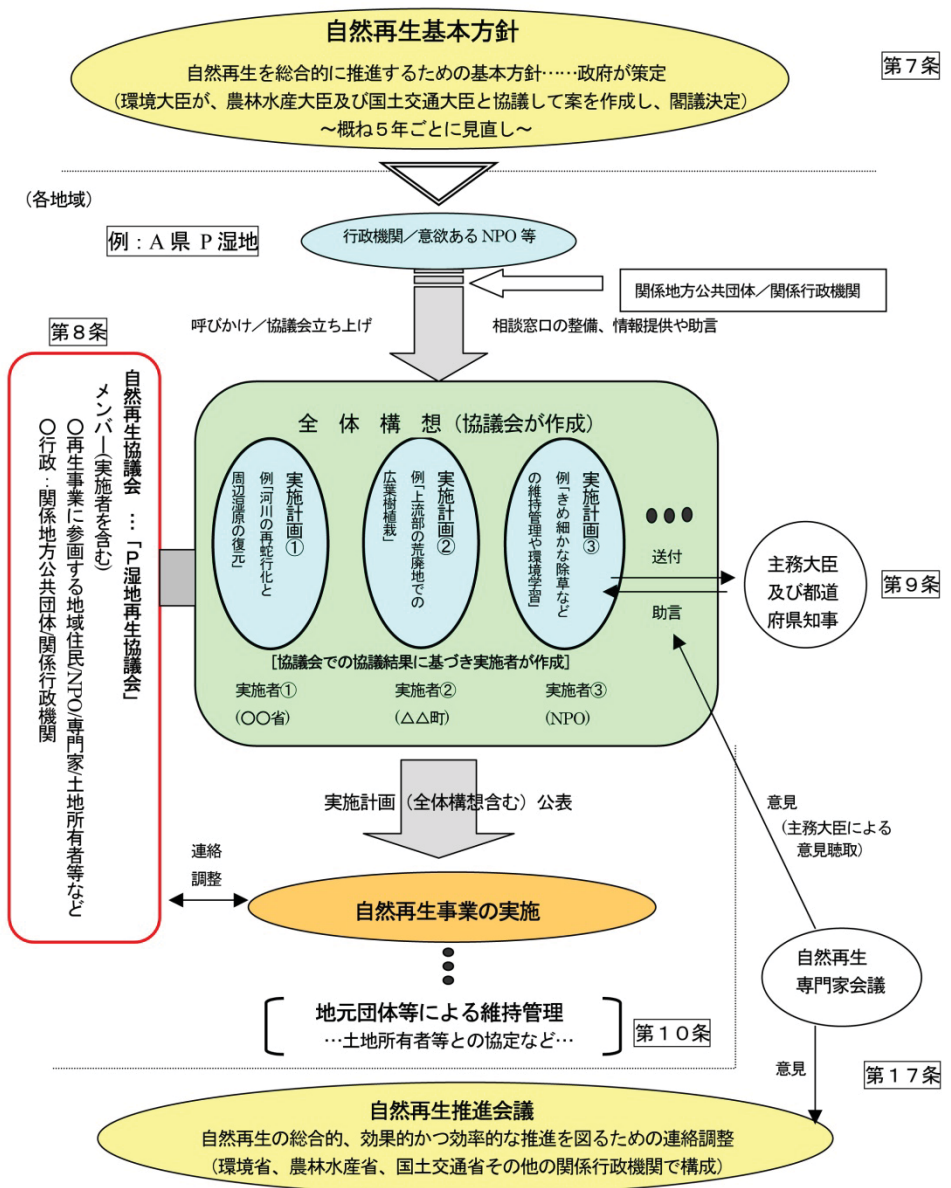 自然再生基本方針
自然再生を総合的に推進するための基本方針……政府が策定
(環境大臣が、農林水産大臣及び国土交通大臣と協議して案を作成し、閣議決定)
～概ね５年ごとに見直し～
第７条
(各地域)
例：A 県 P 湿地
行政機関／意欲ある NPO 等
関係地方公共団体／関係行政機関
呼びかけ／協議会立ち上げ
相談窓口の整備、情報提供や助言
第８条
自然再生協議会 …「P湿地再生協議会」
メンバー(実施者を含む)
○再生事業に参画する地域住民/NPO/専門家/土地所有者等など
○行政：関係地方公共団体/関係行政機関
全 体 構 想 (協議会が作成)
実施計画①
例「河川の再蛇行化と
周辺湿原の復元」
実施計画②
例「上流部の荒廃地での
広葉樹植栽」
実施計画③
例「きめ細かな除草など
の維持管理や環境学習」
●●●
送付
助言
主務大臣
及び都道
府県知事
第９条
[協議会での協議結果に基づき実施者が作成]
実施者①
(〇〇省)
実施者②
(△△町)
実施者③
(NPO)
実施計画（全体構想含む）公表
意見
(主務大臣による
意見聴取)
連絡
調整
自然再生事業の実施
自然再生
専門家会議
地元団体等による維持管理
…土地所有者等との協定など…
第１０条
意見
第１７条
自然再生推進会議
自然再生の総合的、効果的かつ効率的な推進を図るための連絡調整
(環境省、農林水産省、国土交通省その他の関係行政機関で構成)